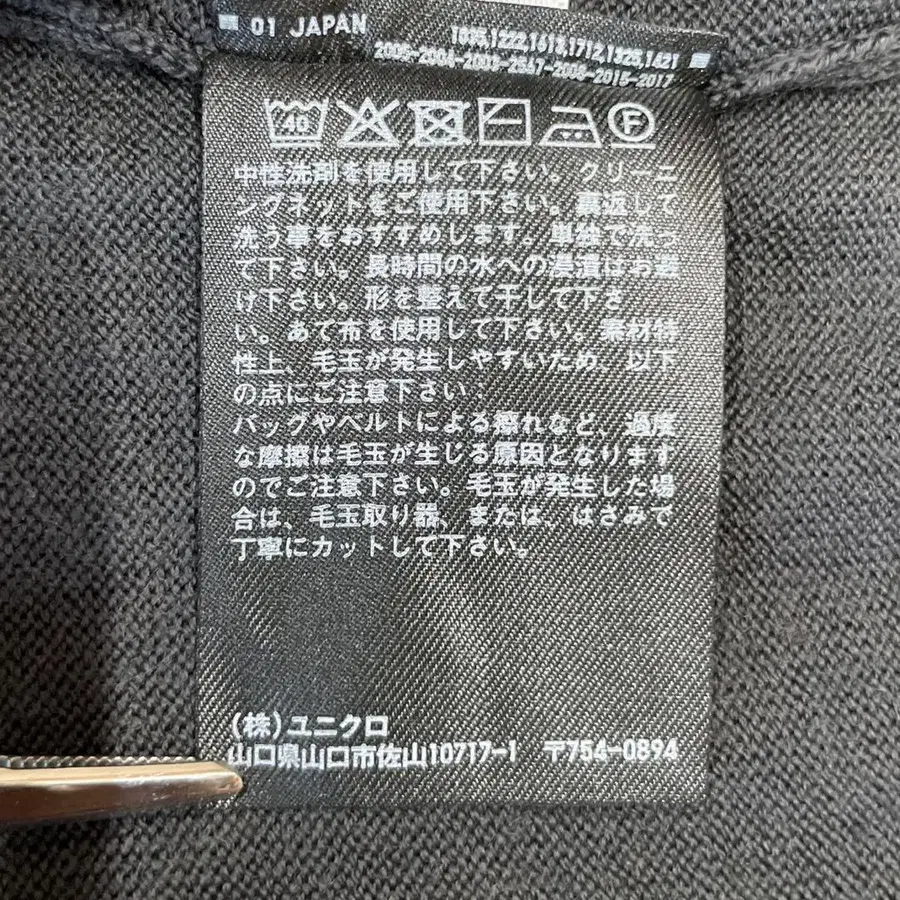 01 JAPAN
1035,1222,1613,1712,1325,1621
2005-2004-2003-2567-2008-2015-2017
40
F
中性洗剤を使用して下さい。クリーニ
ングネットをご使用下さい。裏返して
洗う事をおすすめします。単独で洗っ
て下さい。長時間の水への浸漬はお避
け下さい。形を整えて干して下さ
い。あて布を使用して下さい。素材特
性上、毛玉が発生しやすいため、以下
の点にご注意下さい：
バッグやベルトによる擦れなど、過度
な摩擦は毛玉が生じる原因となります
のでご注意下さい。毛玉が発生した場
合は、毛玉取り器、または、はさみで
丁寧にカットして下さい。
(株)ユニクロ
山口県山口市佐山10717-1 〒754-0894